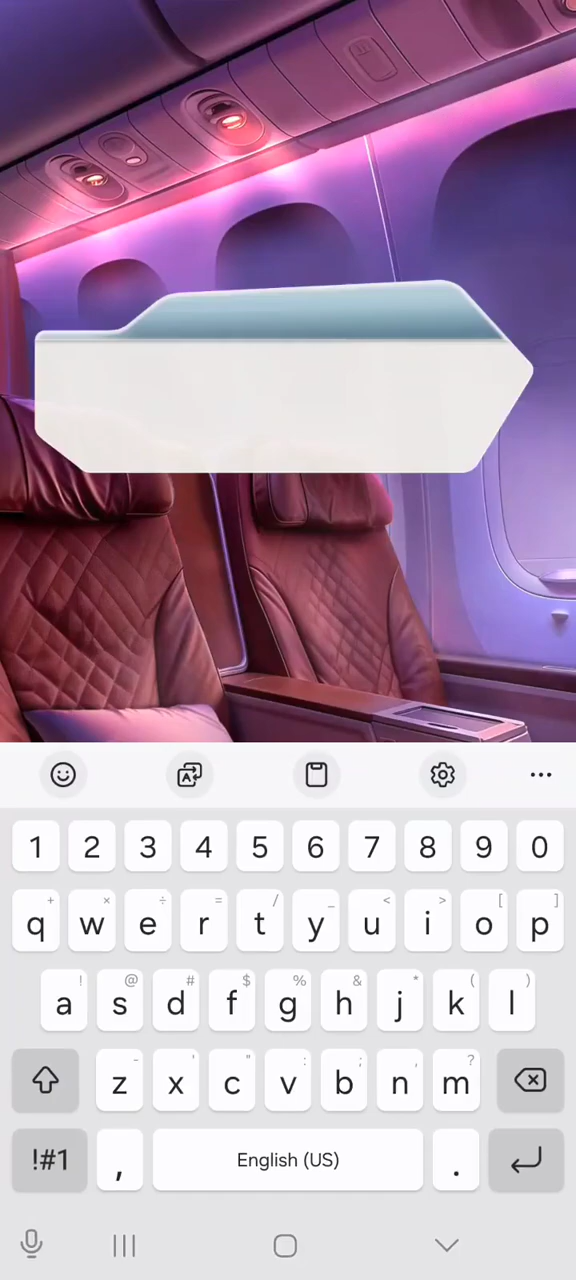 1 2 3 4 5 6 7 8 9 0
+ × ÷ = / _ < > [ ]
q w e r t y u i o p
! @ # $ % & * ( )
a s d f g h j k l
- ' " : ; , ?
z x c v b n m
!#1 , English (US) .